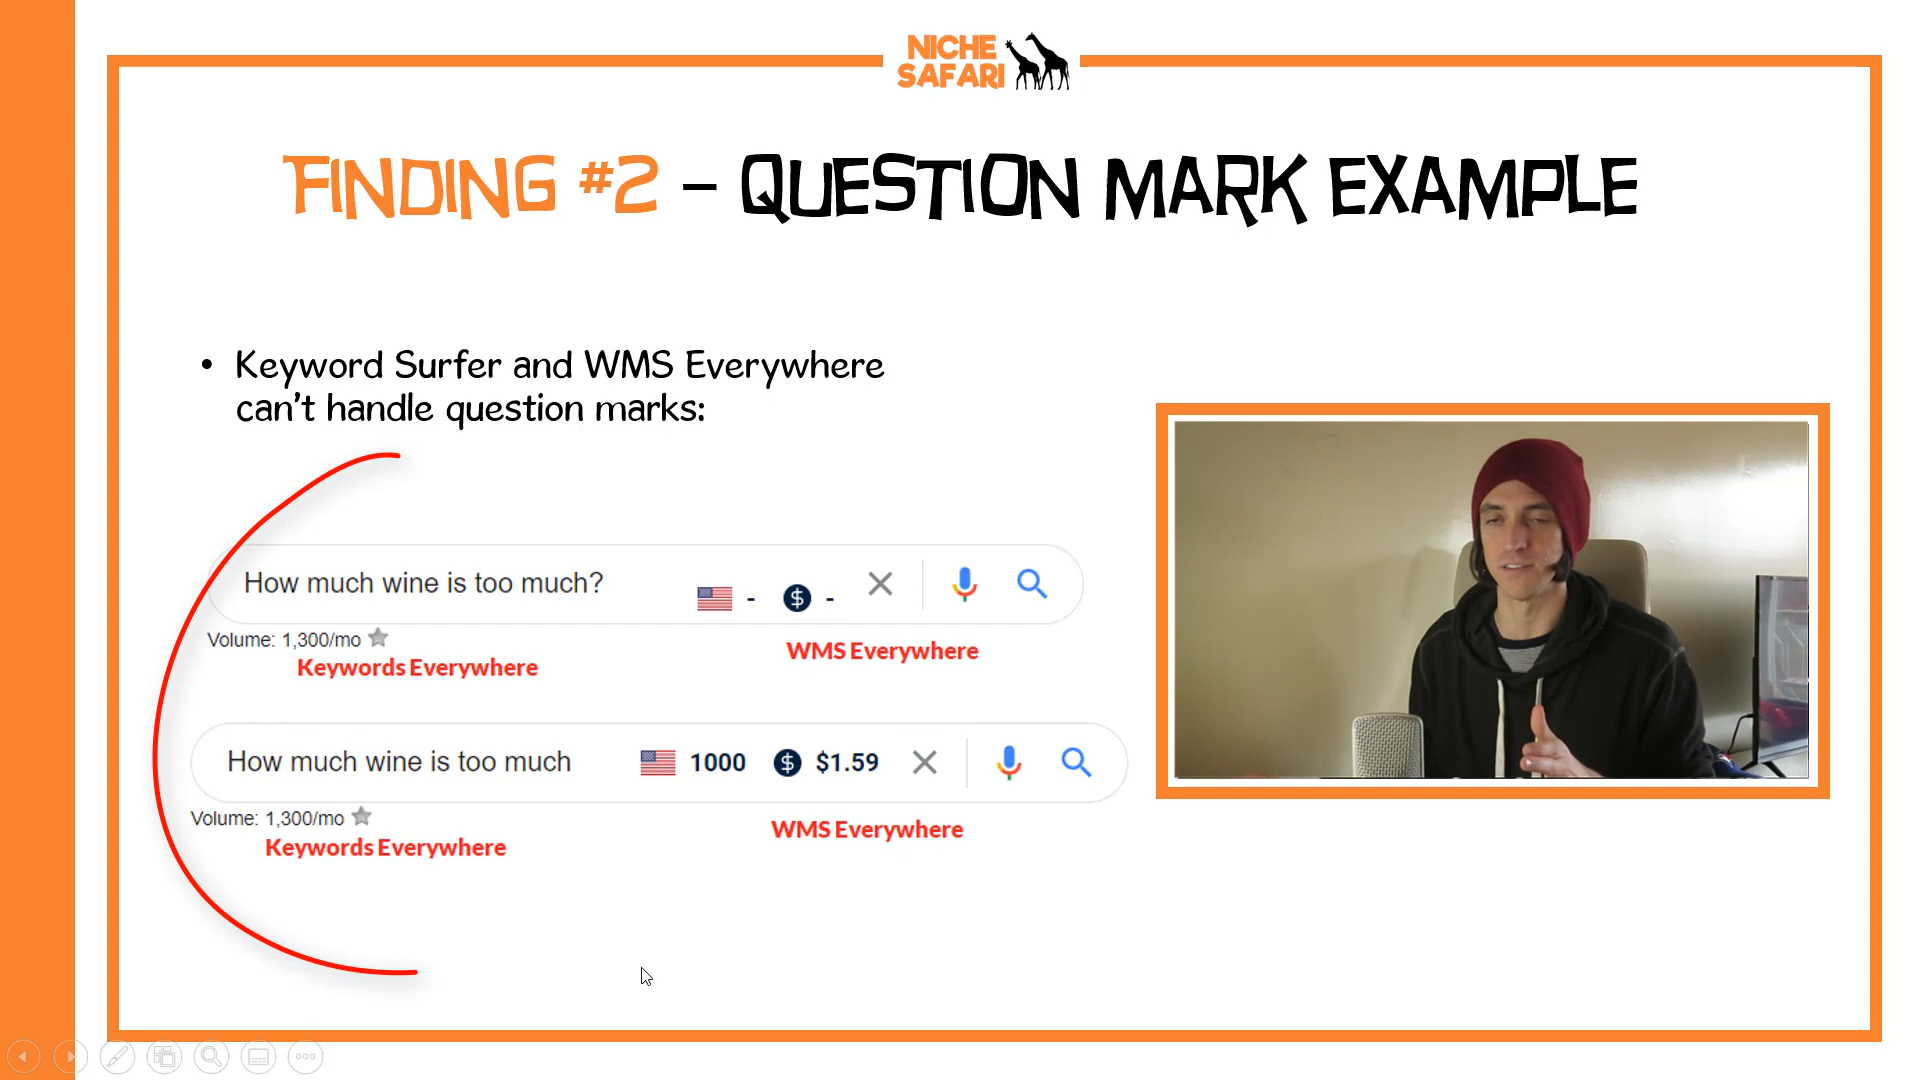 NICHE
SAFARI
FINDING #2 – QUESTION MARK EXAMPLE
• Keyword Surfer and WMS Everywhere
can't handle question marks:
How much wine is too much? - $ -
Volume: 1,300/mo
Keywords Everywhere
WMS Everywhere
How much wine is too much 1000 $ $1.59
Volume: 1,300/mo
Keywords Everywhere
WMS Everywhere